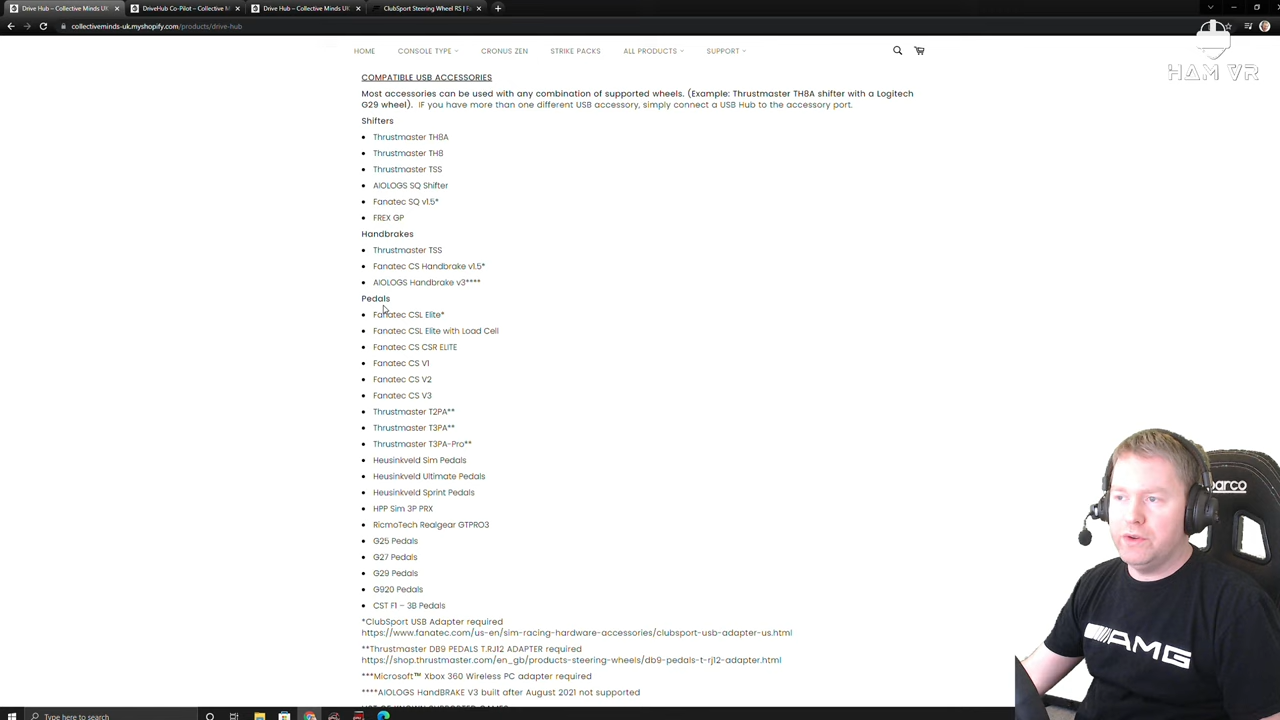 Drive Hub – Collective Minds UK
DriveHub Co-Pilot – Collective M
Drive Hub – Collective Minds UK
ClubSport Steering Wheel RS | Fa
collectiveminds-uk.myshopify.com/products/drive-hub
HOME
CONSOLE TYPE
CRONUS ZEN
STRIKE PACKS
ALL PRODUCTS
SUPPORT
HAM VR
COMPATIBLE USB ACCESSORIES
Most accessories can be used with any combination of supported wheels. (Example: Thrustmaster TH8A shifter with a Logitech
G29 wheel). IF you have more than one different USB accessory, simply connect a USB Hub to the accessory port.
Shifters
Thrustmaster TH8A
Thrustmaster TH8
Thrustmaster TSS
AIOLOGS SQ Shifter
Fanatec SQ v1.5*
FREX GP
Handbrakes
Thrustmaster TSS
Fanatec CS Handbrake v1.5*
AIOLOGS Handbrake v3****
Pedals
Fanatec CSL Elite*
Fanatec CSL Elite with Load Cell
Fanatec CS CSR ELITE
Fanatec CS V1
Fanatec CS V2
Fanatec CS V3
Thrustmaster T2PA**
Thrustmaster T3PA**
Thrustmaster T3PA-Pro**
Heusinkveld Sim Pedals
Heusinkveld Ultimate Pedals
Heusinkveld Sprint Pedals
HPP Sim 3P PRX
RicmoTech Realgear GTPRO3
G25 Pedals
G27 Pedals
G29 Pedals
G920 Pedals
CST F1 – 3B Pedals
*ClubSport USB Adapter required
https://www.fanatec.com/us-en/sim-racing-hardware-accessories/clubsport-usb-adapter-us.html
**Thrustmaster DB9 PEDALS T.RJ12 ADAPTER required
https://shop.thrustmaster.com/en_gb/products-steering-wheels/db9-pedals-t-rj12-adapter.html
***Microsoft™ Xbox 360 Wireless PC adapter required
****AIOLOGS HandBRAKE V3 built after August 2021 not supported
LIST OF KNOWN SUPPORTED GAMES
Type here to search
parco
AMG